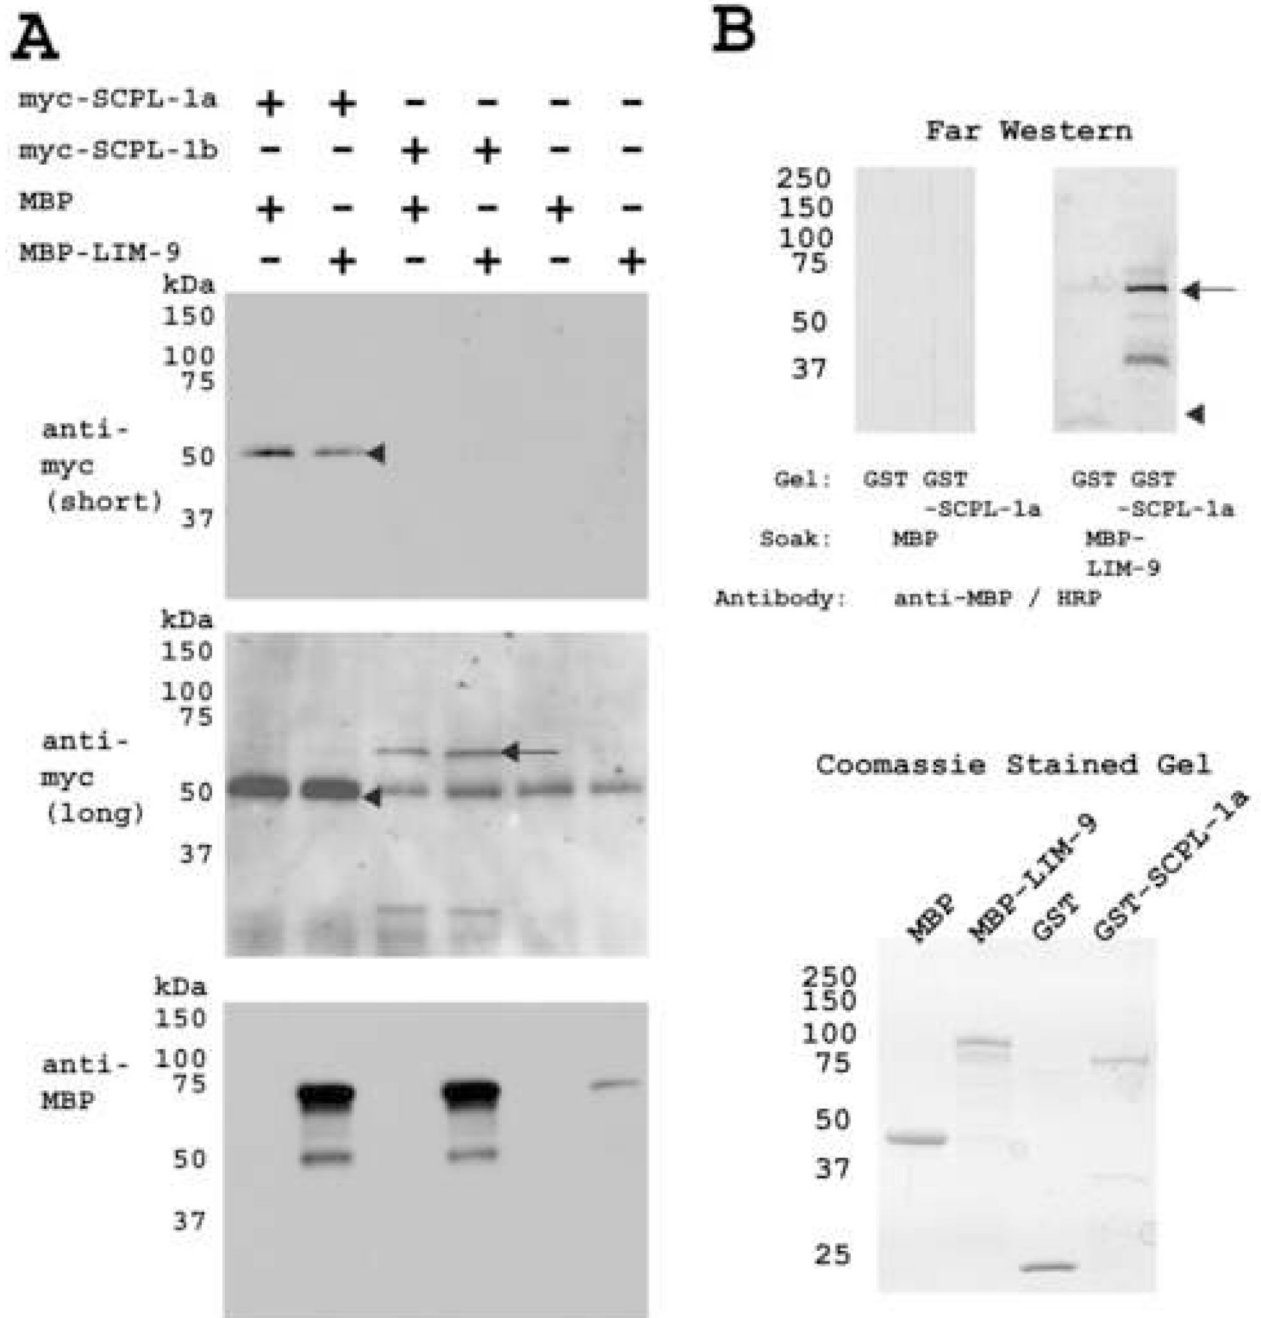 A
myc-SCPL-1a + + - - - -
myc-SCPL-1b - - + + - -
MBP + - + - + -
MBP-LIM-9 - + - + - +
kDa
150
100
75
anti-
myc
(short)
50
37
kDa
150
100
75
anti-
myc
(long)
50
37
kDa
150
100
75
anti-
MBP
50
37
B
Far Western
250
150
100
75
50
37
Gel: GST GST GST GST
-SCPL-1a -SCPL-1a
Soak: MBP MBP-
LIM-9
Antibody: anti-MBP / HRP
Coomassie Stained Gel
MBP MBP-LIM-9 GST GST-SCPL-1a
250
150
100
75
50
37
25